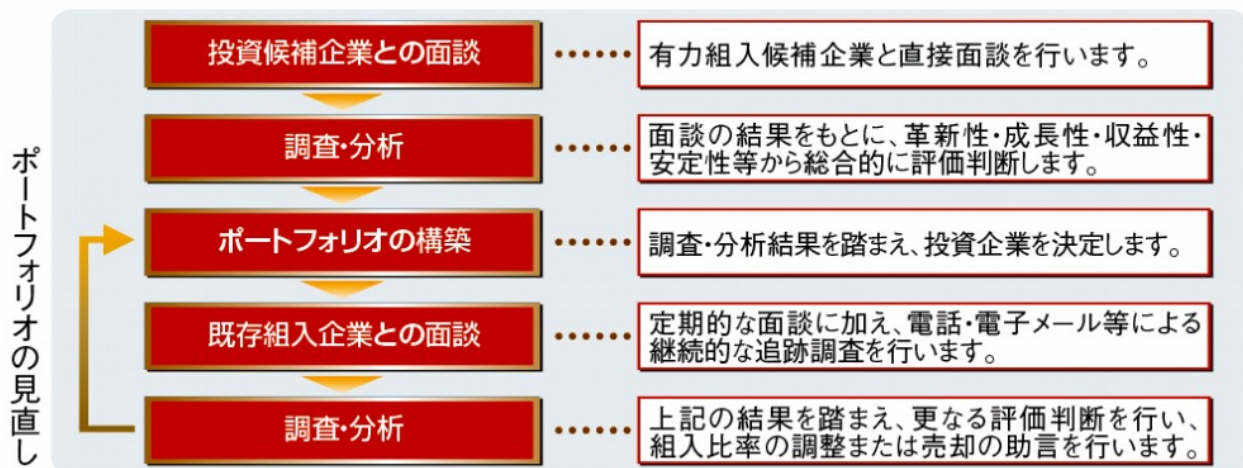 投資候補企業との面談
有力組入候補企業と直接面談を行います。
調査・分析
面談の結果をもとに、革新性・成長性・収益性・
安定性等から総合的に評価判断します。
ポートフォリオの構築
調査・分析結果を踏まえ、投資企業を決定します。
既存組入企業との面談
定期的な面談に加え、電話・電子メール等による
継続的な追跡調査を行います。
調査・分析
上記の結果を踏まえ、更なる評価判断を行い、
組入比率の調整または売却の助言を行います。
ポートフォリオの見直し